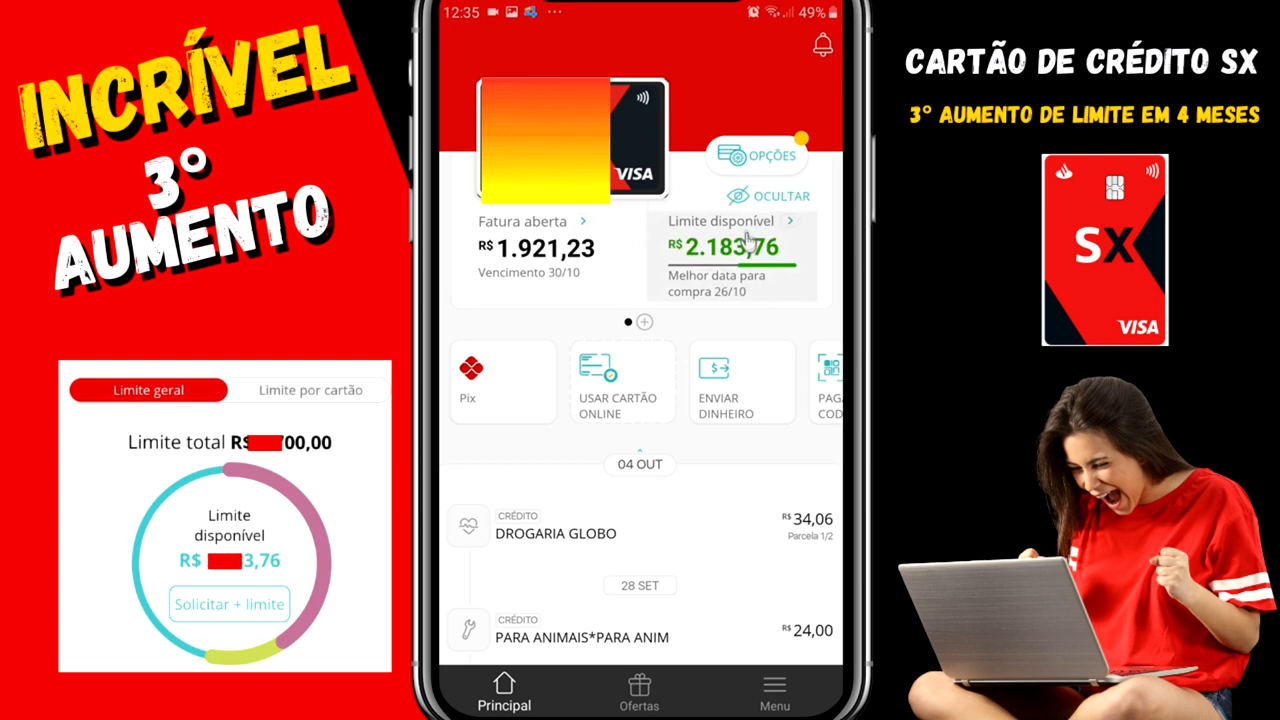 INCRÍVEL
3°
AUMENTO
Limite geral
Limite por cartão
Limite total R$ 00,00
Limite
disponível
R$ 3,76
Solicitar + limite
12:35
49%
VISA
OPÇÕES
OCULTAR
Fatura aberta
R$ 1.921,23
Vencimento 30/10
Limite disponível
R$ 2.183,76
Melhor data para
compra 26/10
Pix
USAR CARTÃO
ONLINE
ENVIAR
DINHEIRO
PAG
COD
04 OUT
CRÉDITO
DROGARIA GLOBO
R$ 34,06
Parcela 1/2
28 SET
CRÉDITO
PARA ANIMAIS*PARA ANIM
R$ 24,00
Principal
Ofertas
Menu
CARTÃO DE CRÉDITO SX
3° AUMENTO DE LIMITE EM 4 MESES
SX
VISA